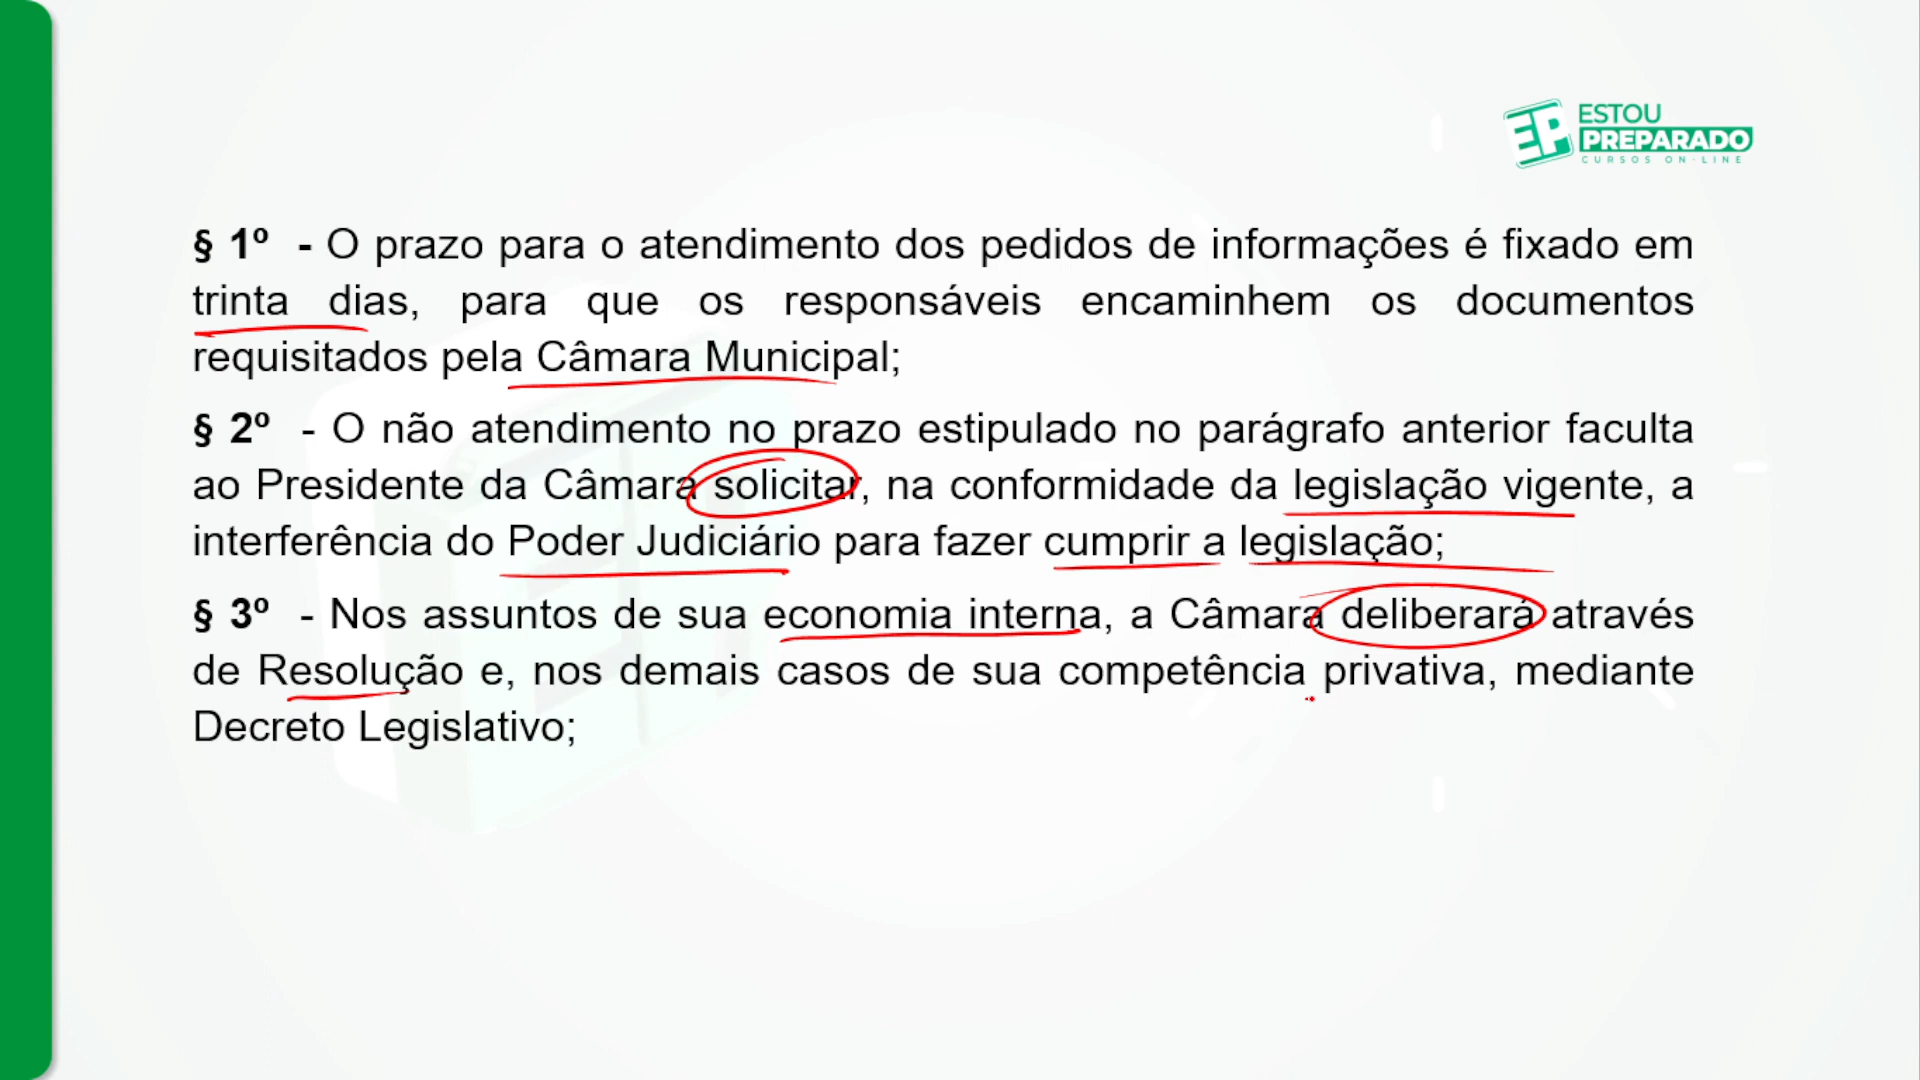 EP ESTOU
PREPARADO
CURSOS ON-LINE
§ 1º - O prazo para o atendimento dos pedidos de informações é fixado em
trinta dias, para que os responsáveis encaminhem os documentos
requisitados pela Câmara Municipal;
§ 2º - O não atendimento no prazo estipulado no parágrafo anterior faculta
ao Presidente da Câmara solicitar, na conformidade da legislação vigente, a
interferência do Poder Judiciário para fazer cumprir a legislação;
§ 3º - Nos assuntos de sua economia interna, a Câmara deliberará através
de Resolução e, nos demais casos de sua competência privativa, mediante
Decreto Legislativo;